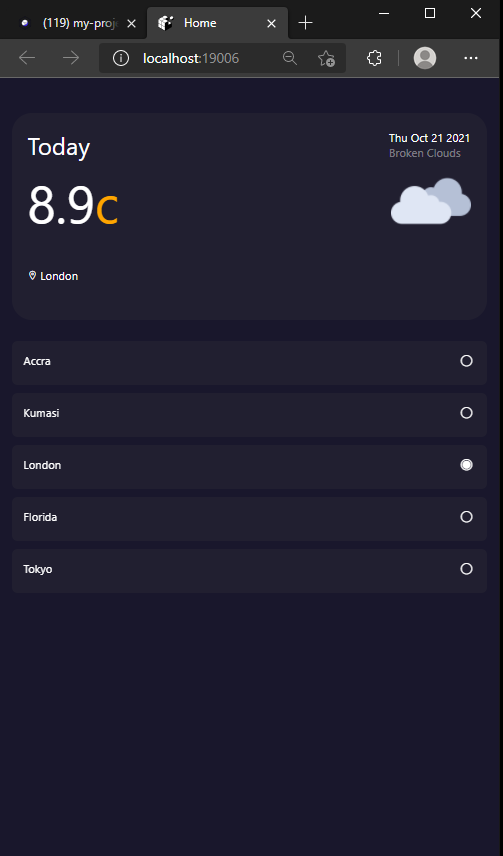 (119) my-proj
Home
localhost:19006
Today
Thu Oct 21 2021
Broken Clouds
8.9c
London
Accra
Kumasi
London
Florida
Tokyo